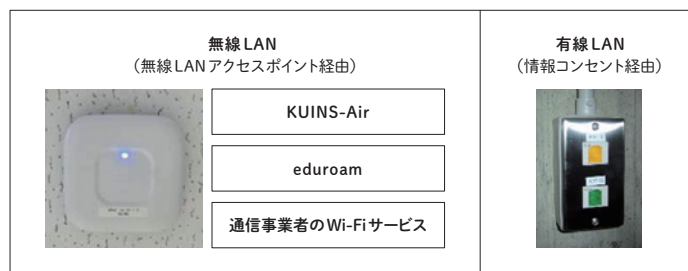 無線LAN
（無線LANアクセスポイント経由）
KUINS-Air
eduroam
通信事業者のWi-Fiサービス
有線LAN
（情報コンセント経由）